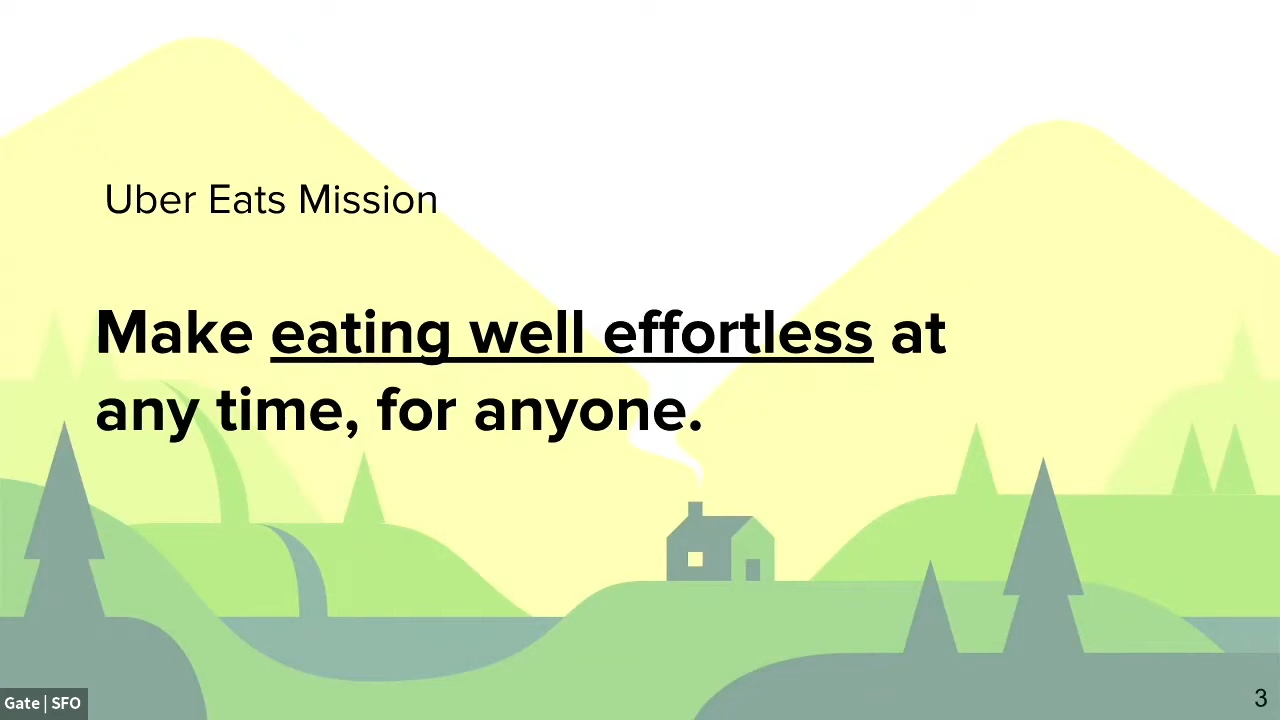 Uber Eats Mission
Make eating well effortless at
any time, for anyone.
Gate | SFO
3